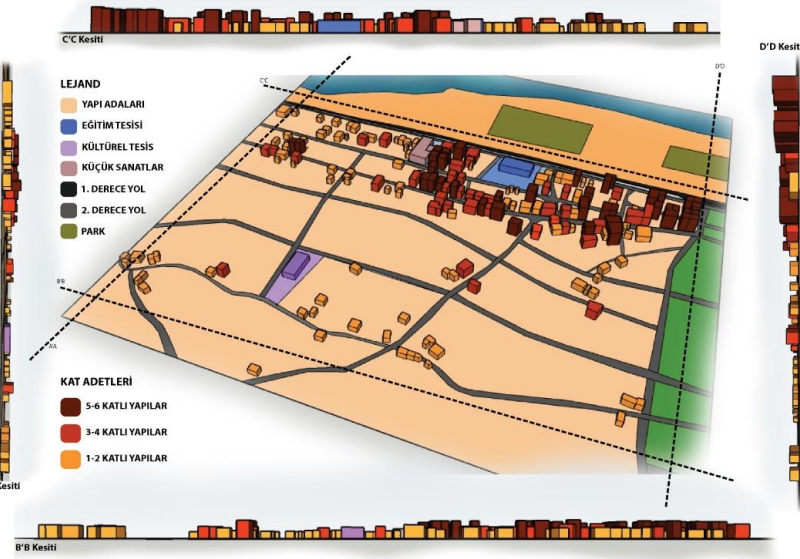 C'C Kesiti
D'D Kesit
D'D
C'C
LEJAND
YAPI ADALARI
EĞİTİM TESİSİ
KÜLTÜREL TESİS
KÜÇÜK SANATLAR
1. DERECE YOL
2. DERECE YOL
PARK
B'B
A'A
KAT ADETLERİ
5-6 KATLI YAPILAR
3-4 KATLI YAPILAR
1-2 KATLI YAPILAR
Kesiti
B'B Kesiti